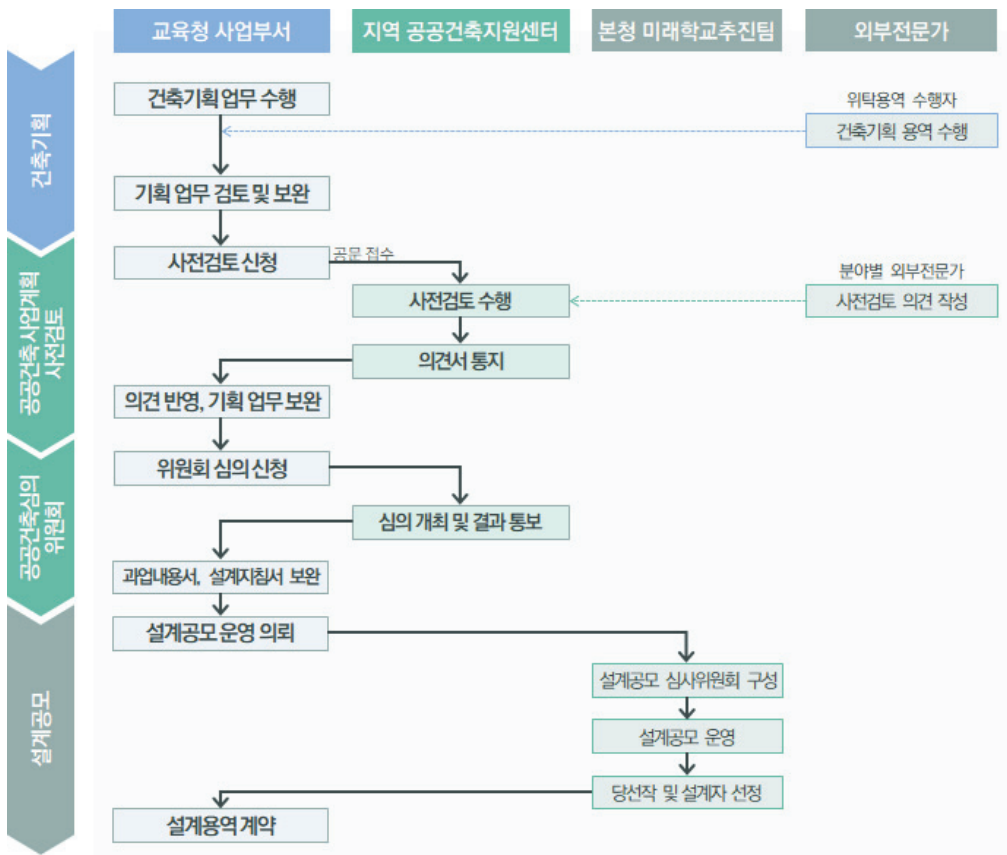 교육청 사업부서
지역 공공건축지원센터
본청 미래학교추진팀
외부전문가
건축기획
건축기획 업무 수행
위탁용역 수행자
건축기획 용역 수행
기획 업무 검토 및 보완
공공건축 사업계획
사전검토
사전검토 신청
공문 접수
분야별 외부전문가
사전검토 수행
사전검토 의견 작성
의견서 통지
의견 반영, 기획 업무 보완
공공건축심의
위원회
위원회 심의 신청
심의 개최 및 결과 통보
과업내용서, 설계지침서 보완
설계공모
설계공모 운영 의뢰
설계공모 심사위원회 구성
설계공모 운영
당선작 및 설계자 선정
설계용역 계약